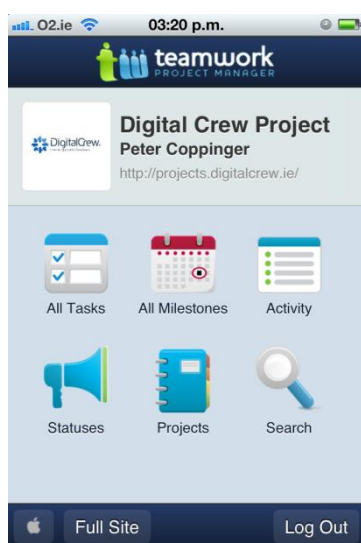 O2.ie 03:20 p.m.
teamwork
PROJECT MANAGER
DigitalCrew.
Digital Crew Project
Peter Coppinger
http://projects.digitalcrew.ie/
All Tasks All Milestones Activity
Statuses Projects Search
Full Site Log Out